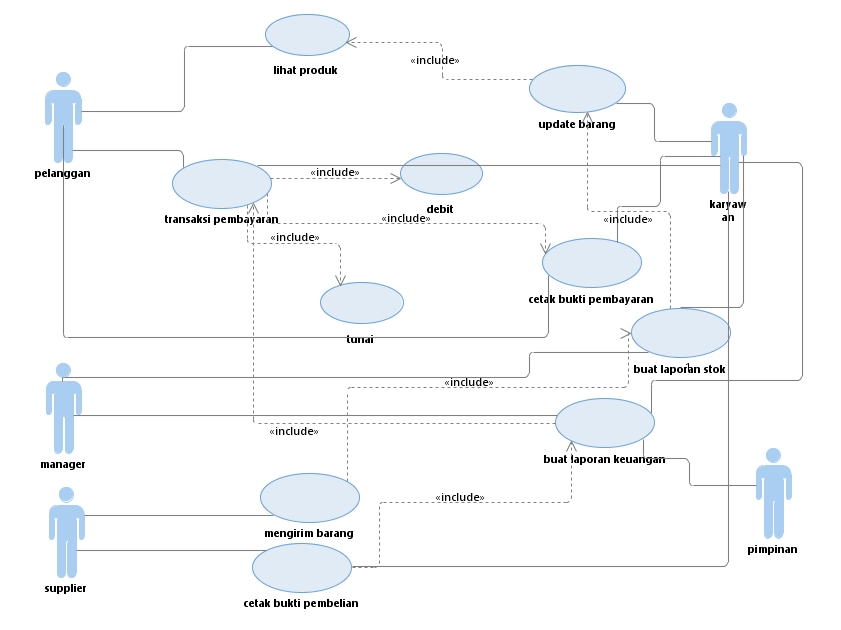 lihat produk
«include»
update barang
pelanggan
«include»
debit
karyaw
an
transaksi pembayaran
«include»
«include»
«include»
cetak bukti pembayaran
tunai
buat laporan stok
«include»
manager
«include»
buat laporan keuangan
«include»
mengirim barang
pimpinan
supplier
cetak bukti pembelian